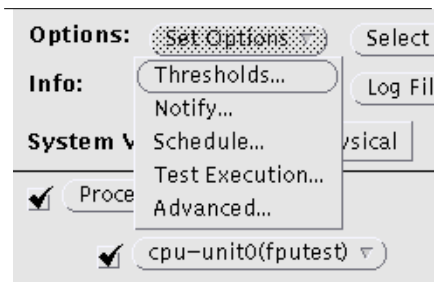 Options: Set Options Select
Info: Thresholds... Log Fil
Notify...
System V Schedule... ysical
Test Execution...
Proce
Advanced...
cpu-unit0(fputest)